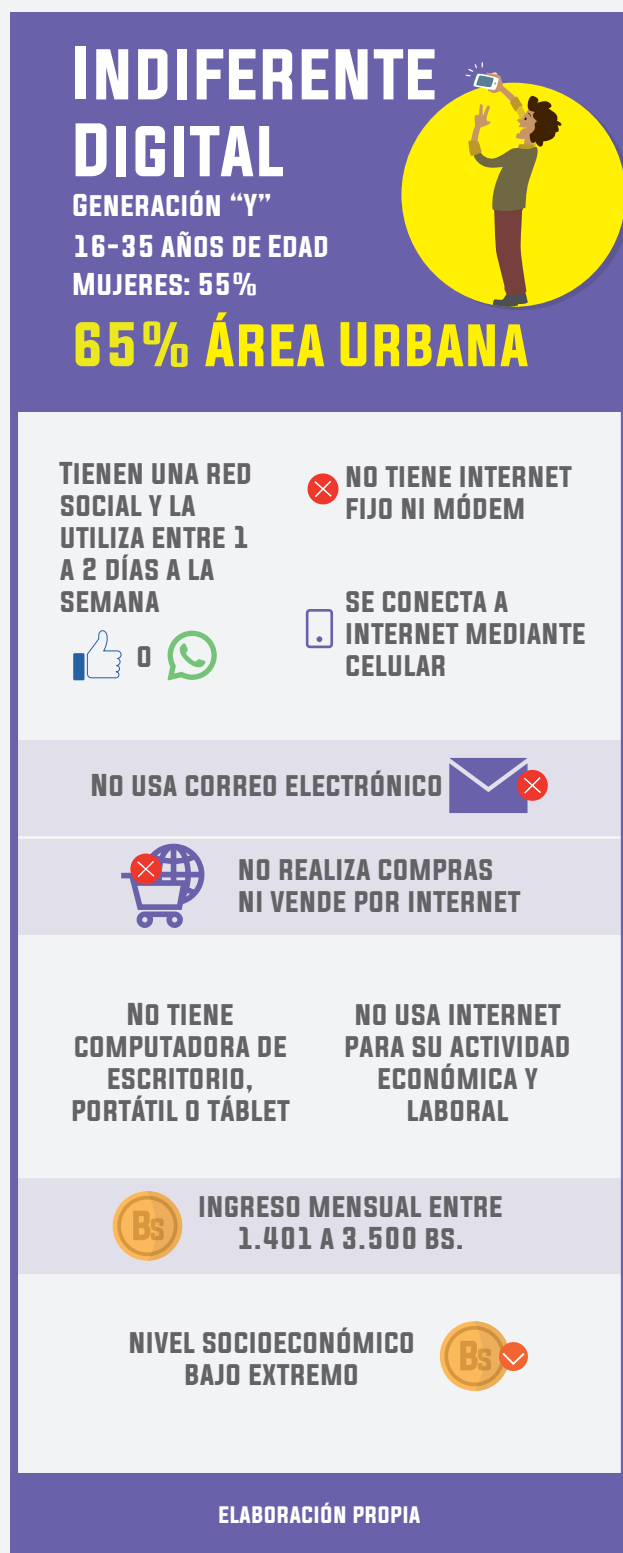 INDIFERENTE
DIGITAL
GENERACIÓN “Y”
16-35 AÑOS DE EDAD
MUJERES: 55%
65% ÁREA URBANA
TIENEN UNA RED
SOCIAL Y LA
UTILIZA ENTRE 1
A 2 DÍAS A LA
SEMANA
O
NO TIENE INTERNET
FIJO NI MÓDEM
SE CONECTA A
INTERNET MEDIANTE
CELULAR
NO USA CORREO ELECTRÓNICO
NO REALIZA COMPRAS
NI VENDE POR INTERNET
NO TIENE
COMPUTADORA DE
ESCRITORIO,
PORTÁTIL O TÁBLET
NO USA INTERNET
PARA SU ACTIVIDAD
ECONÓMICA Y
LABORAL
Bs
INGRESO MENSUAL ENTRE
1.401 A 3.500 BS.
NIVEL SOCIOECONÓMICO
BAJO EXTREMO
Bs
ELABORACIÓN PROPIA